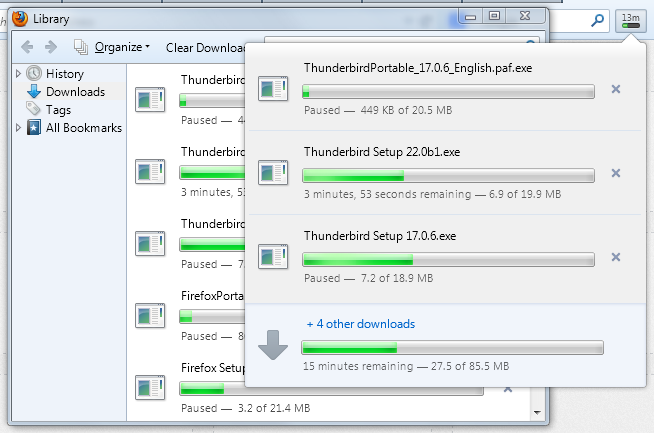 Library
13m
Organize
Clear Downloa
History
Downloads
Tags
All Bookmarks
Thunderb
Paused — 4
Thunderb
3 minutes, 53
Thunderb
Paused — 7.
FirefoxPorta
Paused — 8
Firefox Setup
Paused — 3.2 of 21.4 MB
ThunderbirdPortable_17.0.6_English.paf.exe
Paused — 449 KB of 20.5 MB
Thunderbird Setup 22.0b1.exe
3 minutes, 53 seconds remaining — 6.9 of 19.9 MB
Thunderbird Setup 17.0.6.exe
Paused — 7.2 of 18.9 MB
+ 4 other downloads
15 minutes remaining — 27.5 of 85.5 MB